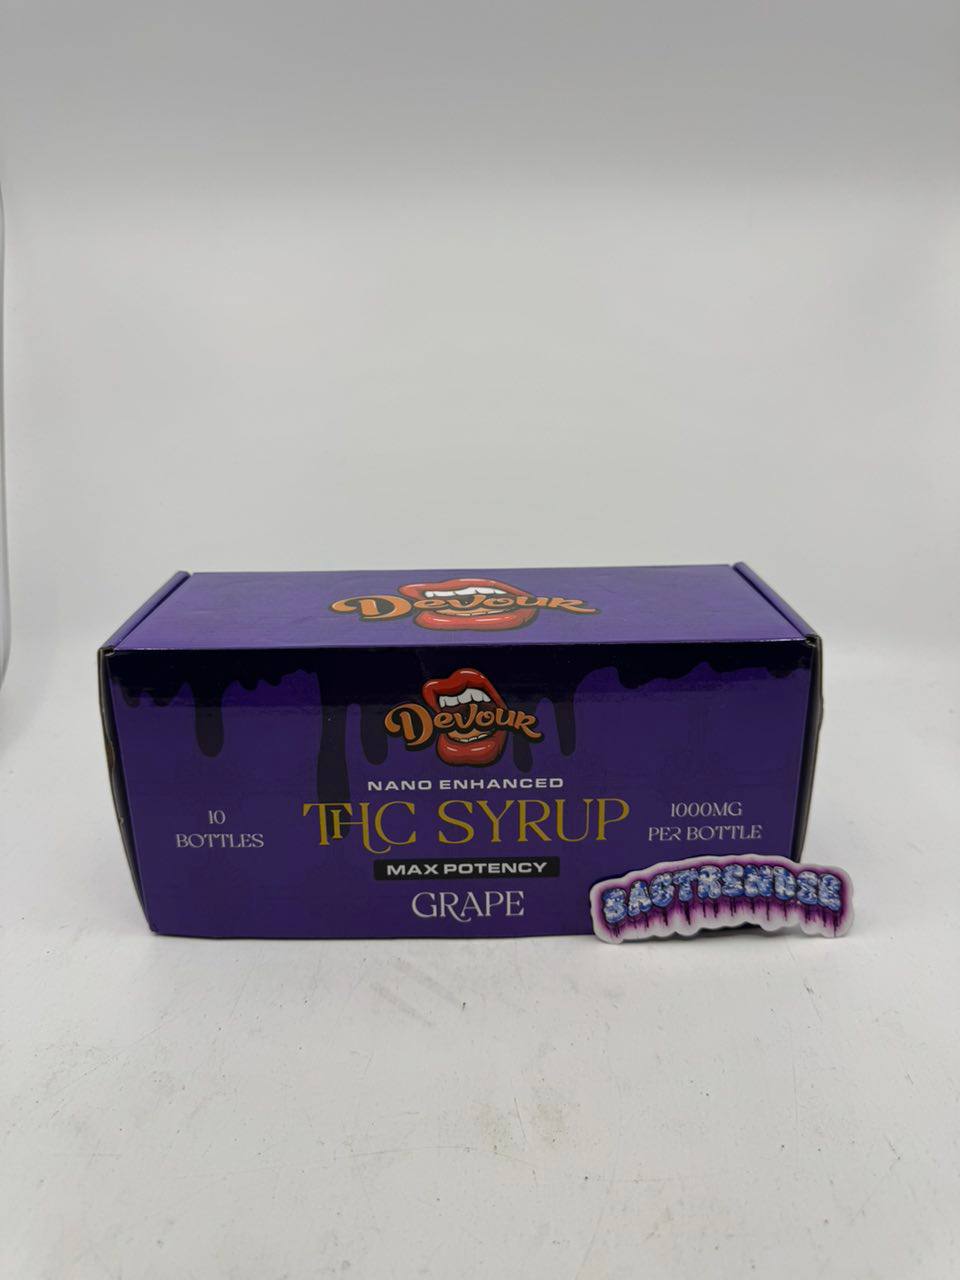 Devour
Devour
NANO ENHANCED
THC SYRUP
10
BOTTLES
1000MG
PER BOTTLE
MAX POTENCY
GRAPE